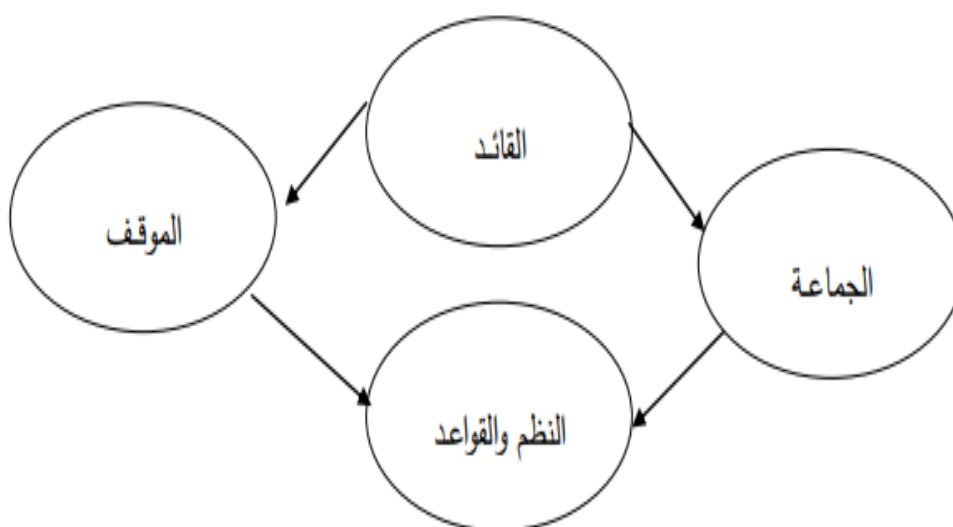 القائد
الموقف
الجماعة
النظم والقواعد